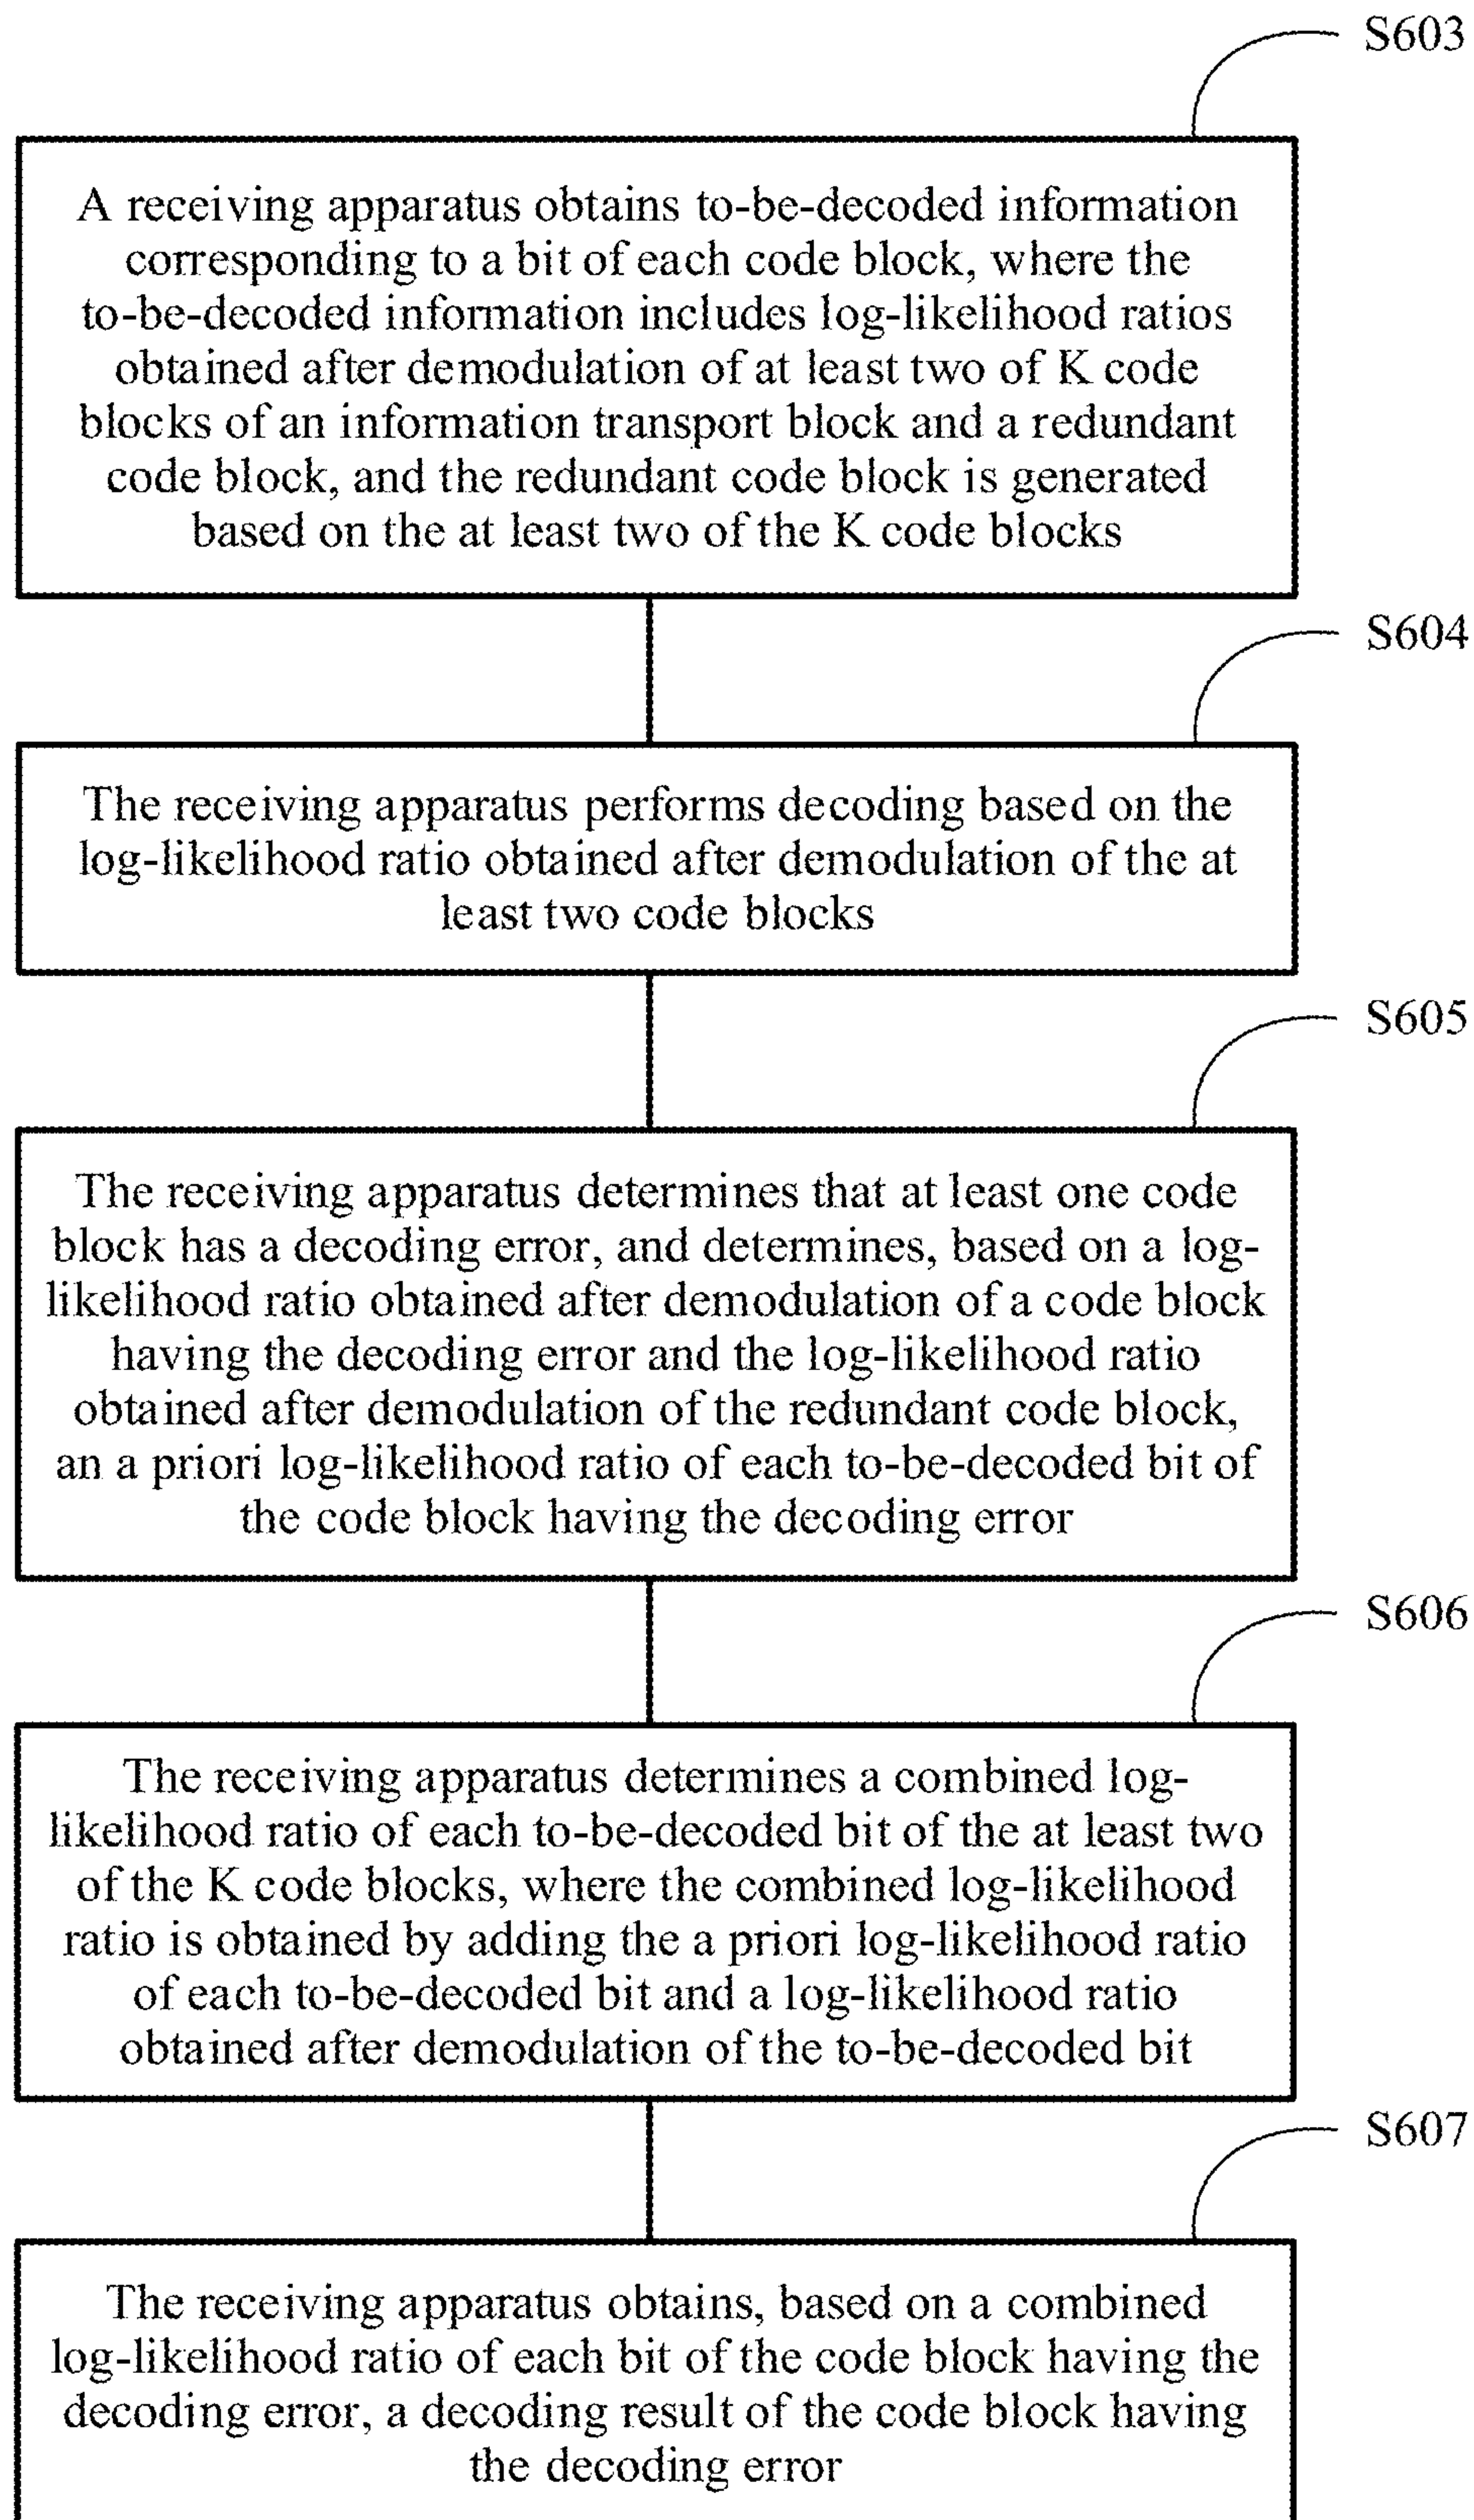 S603
A receiving apparatus obtains to-be-decoded information
corresponding to a bit of each code block, where the
to-be-decoded information includes log-likelihood ratios
obtained after demodulation of at least two of K code
blocks of an information transport block and a redundant
code block, and the redundant code block is generated
based on the at least two of the K code blocks
S604
The receiving apparatus performs decoding based on the
log-likelihood ratio obtained after demodulation of the at
least two code blocks
S605
The receiving apparatus determines that at least one code
block has a decoding error, and determines, based on a log-
likelihood ratio obtained after demodulation of a code block
having the decoding error and the log-likelihood ratio
obtained after demodulation of the redundant code block,
an a priori log-likelihood ratio of each to-be-decoded bit of
the code block having the decoding error
S606
The receiving apparatus determines a combined log-
likelihood ratio of each to-be-decoded bit of the at least two
of the K code blocks, where the combined log-likelihood
ratio is obtained by adding the a priori log-likelihood ratio
of each to-be-decoded bit and a log-likelihood ratio
obtained after demodulation of the to-be-decoded bit
S607
The receiving apparatus obtains, based on a combined
log-likelihood ratio of each bit of the code block having the
decoding error, a decoding result of the code block having
the decoding error